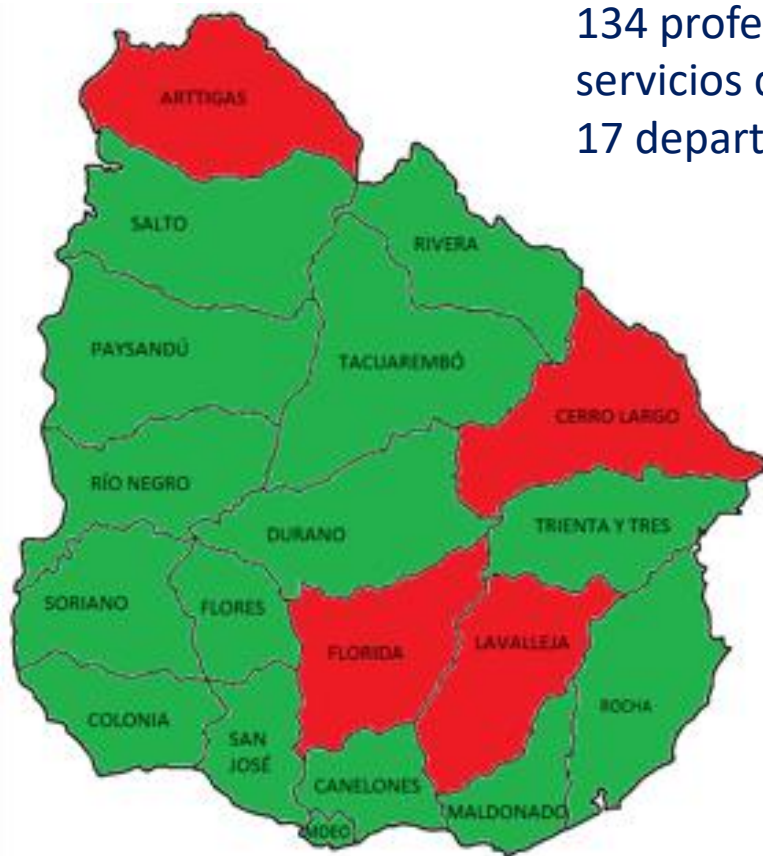 134 profe
servicios
17 depart
ARTTIGAS
SALTO
RIVERA
PAYSANDÚ
TACUAREMBÓ
CERRO LARGO
RÍO NEGRO
DURANO
TRIENTA Y TRES
SORIANO
FLORES
FLORIDA
LAVALLEJA
COLONIA
SAN
JOSÉ
ROCHA
CANELONES
MALDONADO
MDEO